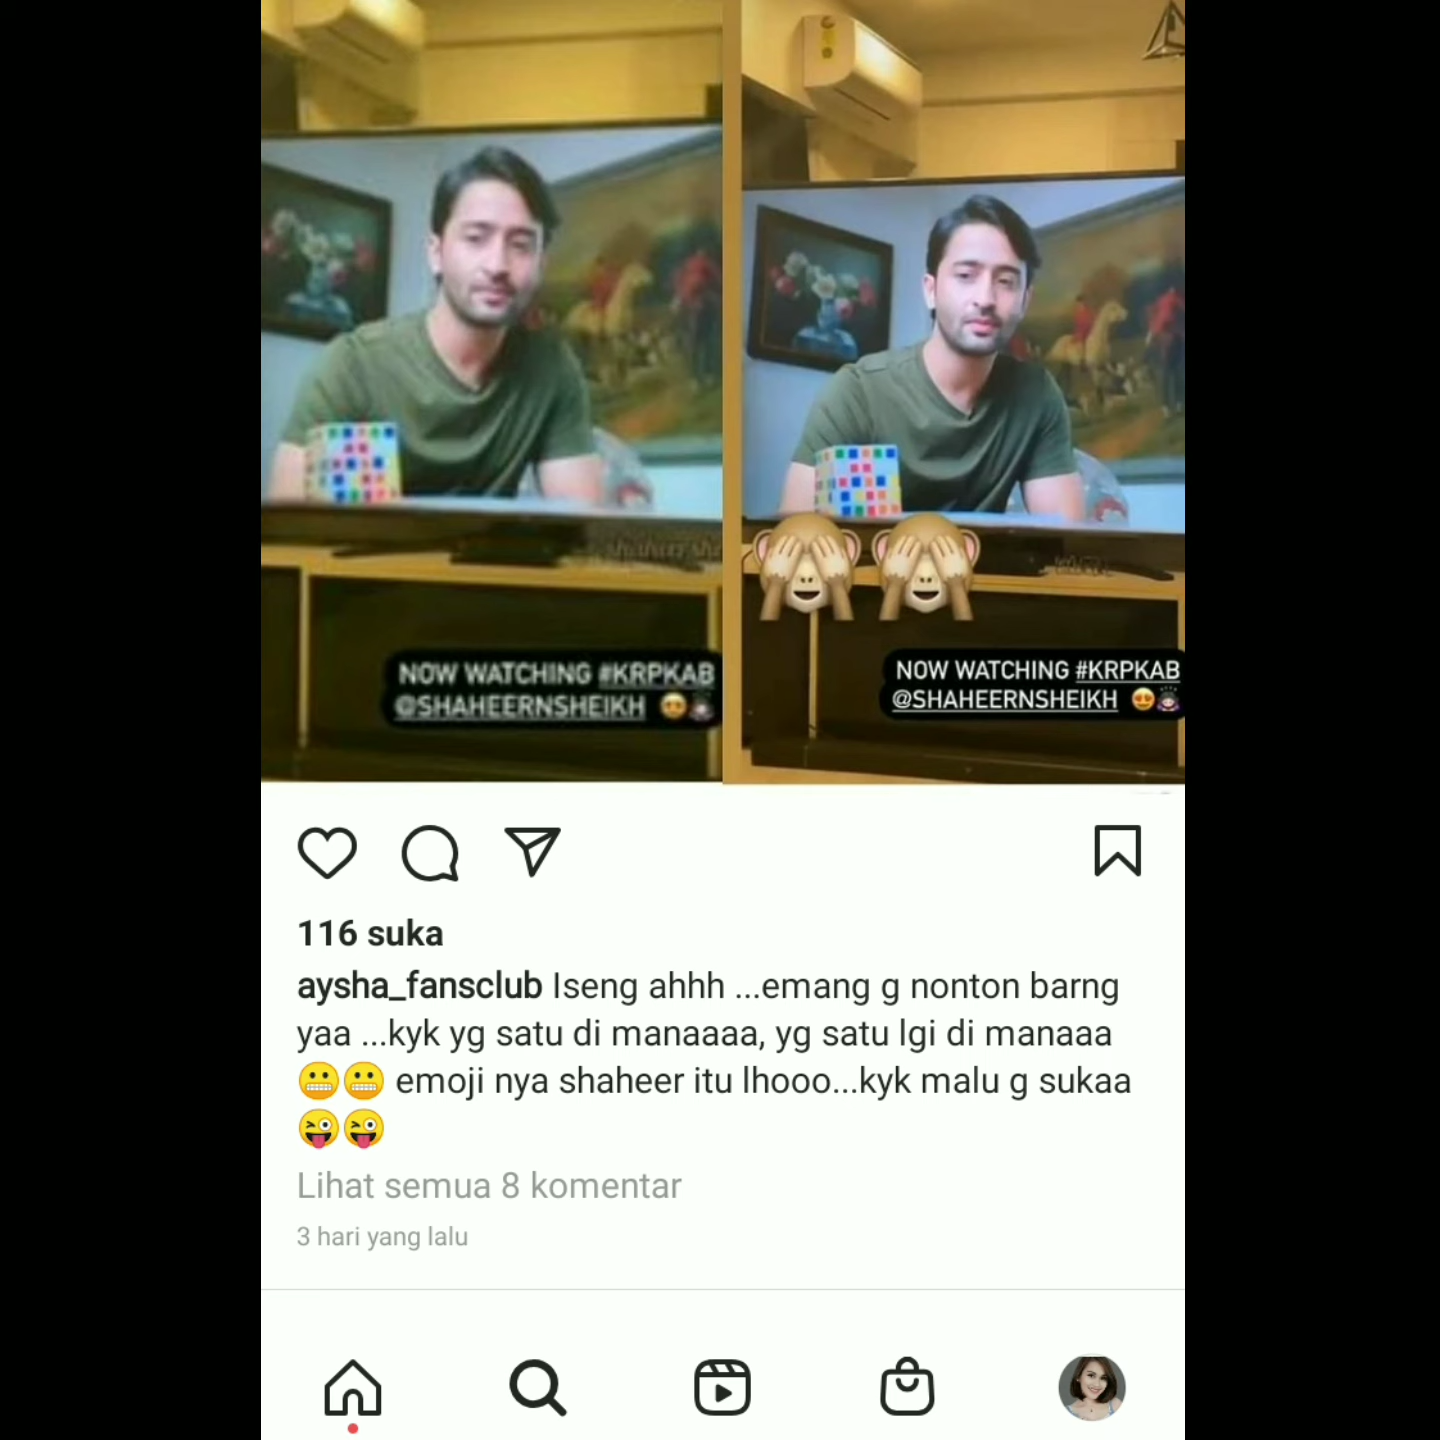 NOW WATCHING #KRPKAB
@SHAHEERNSHEIKH 😍
NOW WATCHING #KRPKAB
@SHAHEERNSHEIKH 😍
116 suka
aysha_fansclub Iseng ahhh ...emang g nonton barng
yaa ...kyk yg satu di manaaaa, yg satu lgi di manaaa
😬😬 emoji nya shaheer itu lhooo...kyk malu g sukaa
😜😜
Lihat semua 8 komentar
3 hari yang lalu